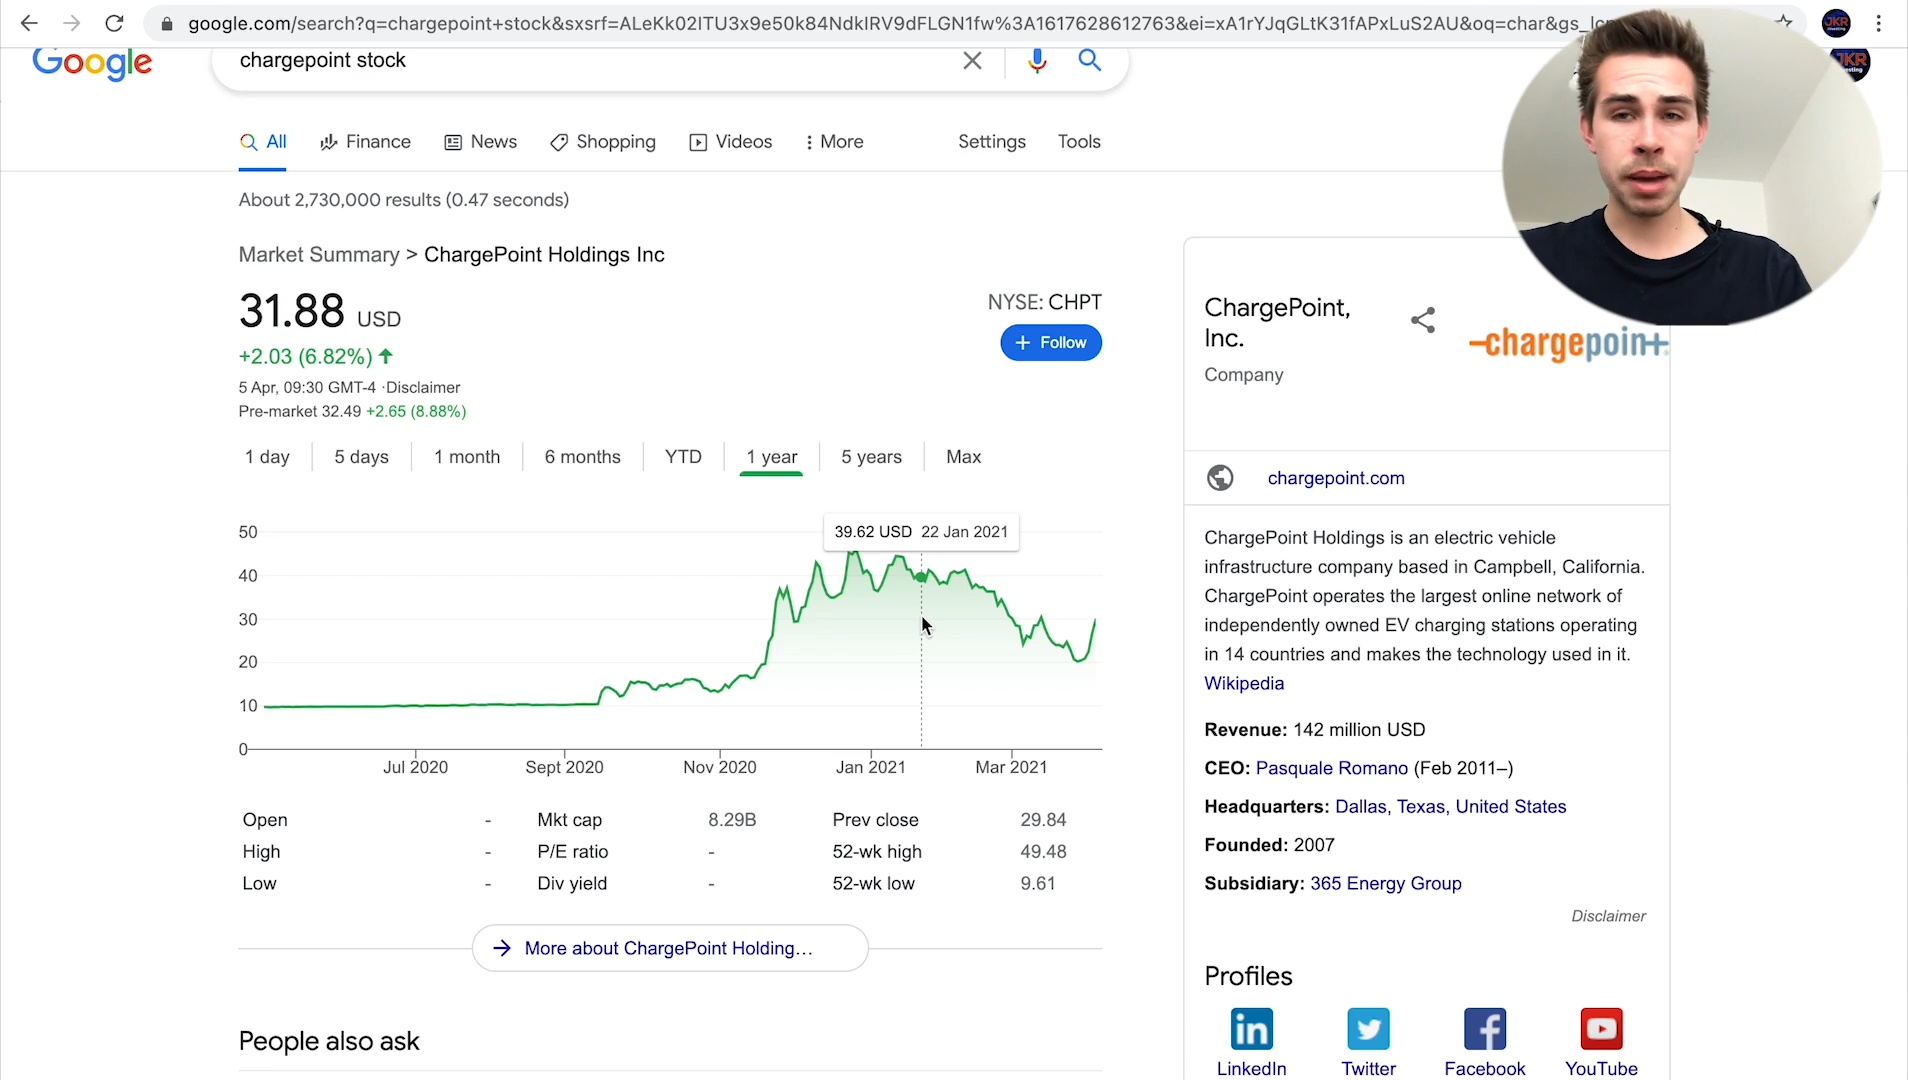 google.com/search?q=chargepoint+stock&sxsrf=ALeKk02ITU3x9e50k84NdkIRV9dFLGN1fw%3A1617628612763&ei=xA1rYJqGLtK31fAPxLuS2AU&oq=char&gs_lc
JKR
Google
chargepoint stock
JKR
All
Finance
News
Shopping
Videos
More
Settings
Tools
About 2,730,000 results (0.47 seconds)
Market Summary > ChargePoint Holdings Inc
31.88 USD
NYSE: CHPT
+2.03 (6.82%)
+ Follow
5 Apr, 09:30 GMT-4 ·Disclaimer
Pre-market 32.49 +2.65 (8.88%)
1 day
5 days
1 month
6 months
YTD
1 year
5 years
Max
39.62 USD 22 Jan 2021
50
40
30
20
10
0
Jul 2020
Sept 2020
Nov 2020
Jan 2021
Mar 2021
Open - Mkt cap 8.29B Prev close 29.84
High - P/E ratio - 52-wk high 49.48
Low - Div yield - 52-wk low 9.61
More about ChargePoint Holding...
People also ask
ChargePoint,
Inc.
Company
chargepoin+
chargepoint.com
ChargePoint Holdings is an electric vehicle
infrastructure company based in Campbell, California.
ChargePoint operates the largest online network of
independently owned EV charging stations operating
in 14 countries and makes the technology used in it.
Wikipedia
Revenue: 142 million USD
CEO: Pasquale Romano (Feb 2011–)
Headquarters: Dallas, Texas, United States
Founded: 2007
Subsidiary: 365 Energy Group
Disclaimer
Profiles
in
f
LinkedIn
Twitter
Facebook
YouTube